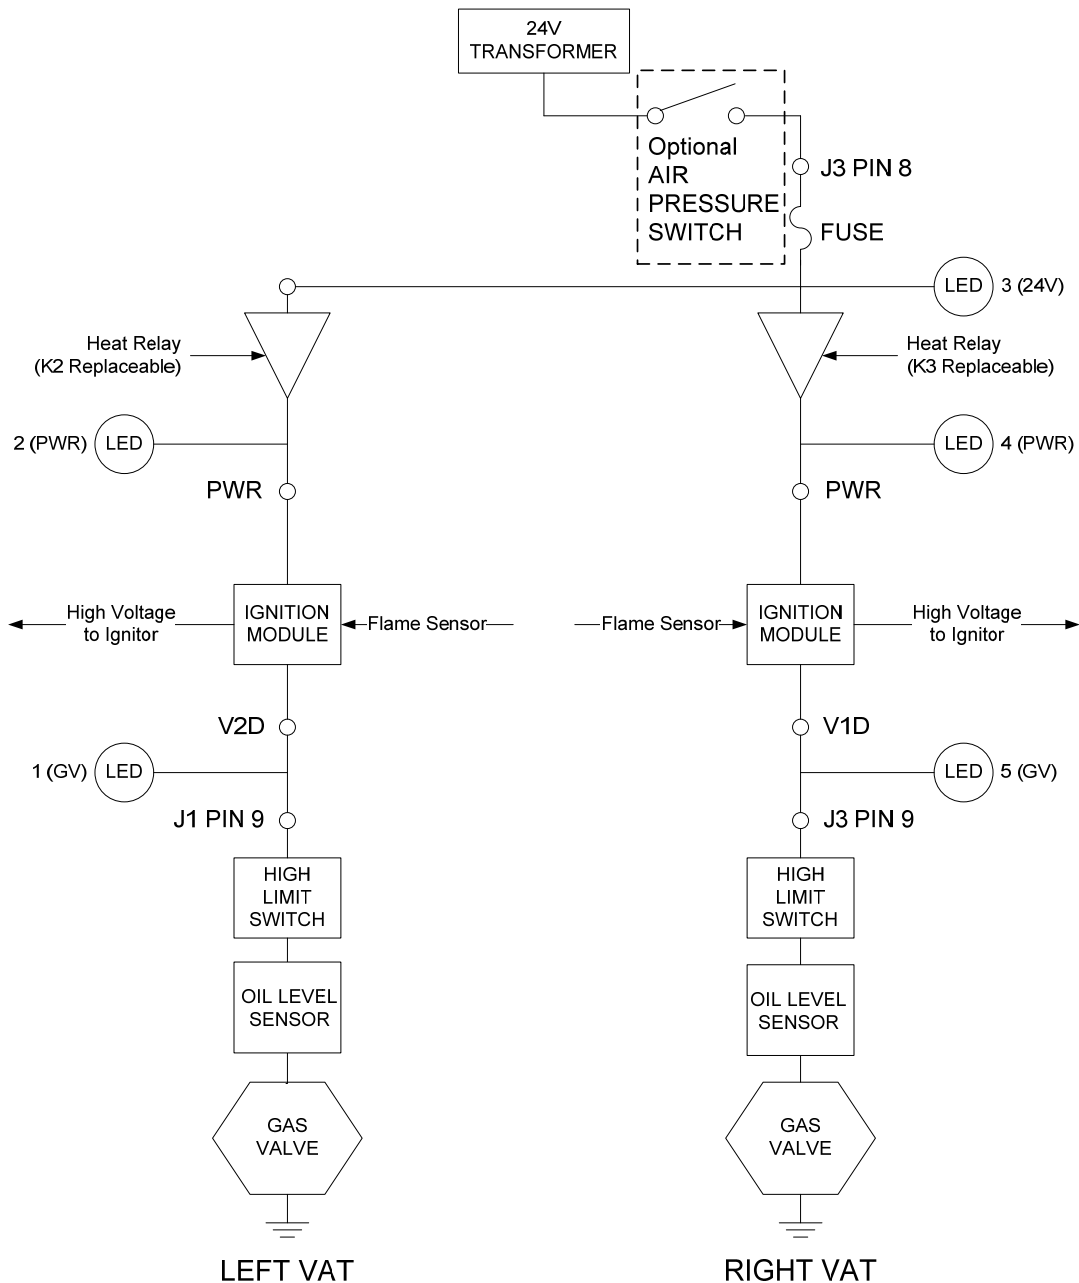 24V
TRANSFORMER
Optional
AIR
PRESSURE
SWITCH
J3 PIN 8
FUSE
LED
3 (24V)
Heat Relay
(K2 Replaceable)
Heat Relay
(K3 Replaceable)
2 (PWR)
LED
LED
4 (PWR)
PWR
PWR
High Voltage
to Ignitor
IGNITION
MODULE
Flame Sensor
Flame Sensor
IGNITION
MODULE
High Voltage
to Ignitor
V2D
V1D
1 (GV)
LED
LED
5 (GV)
J1 PIN 9
J3 PIN 9
HIGH
LIMIT
SWITCH
HIGH
LIMIT
SWITCH
OIL LEVEL
SENSOR
OIL LEVEL
SENSOR
GAS
VALVE
GAS
VALVE
LEFT VAT
RIGHT VAT